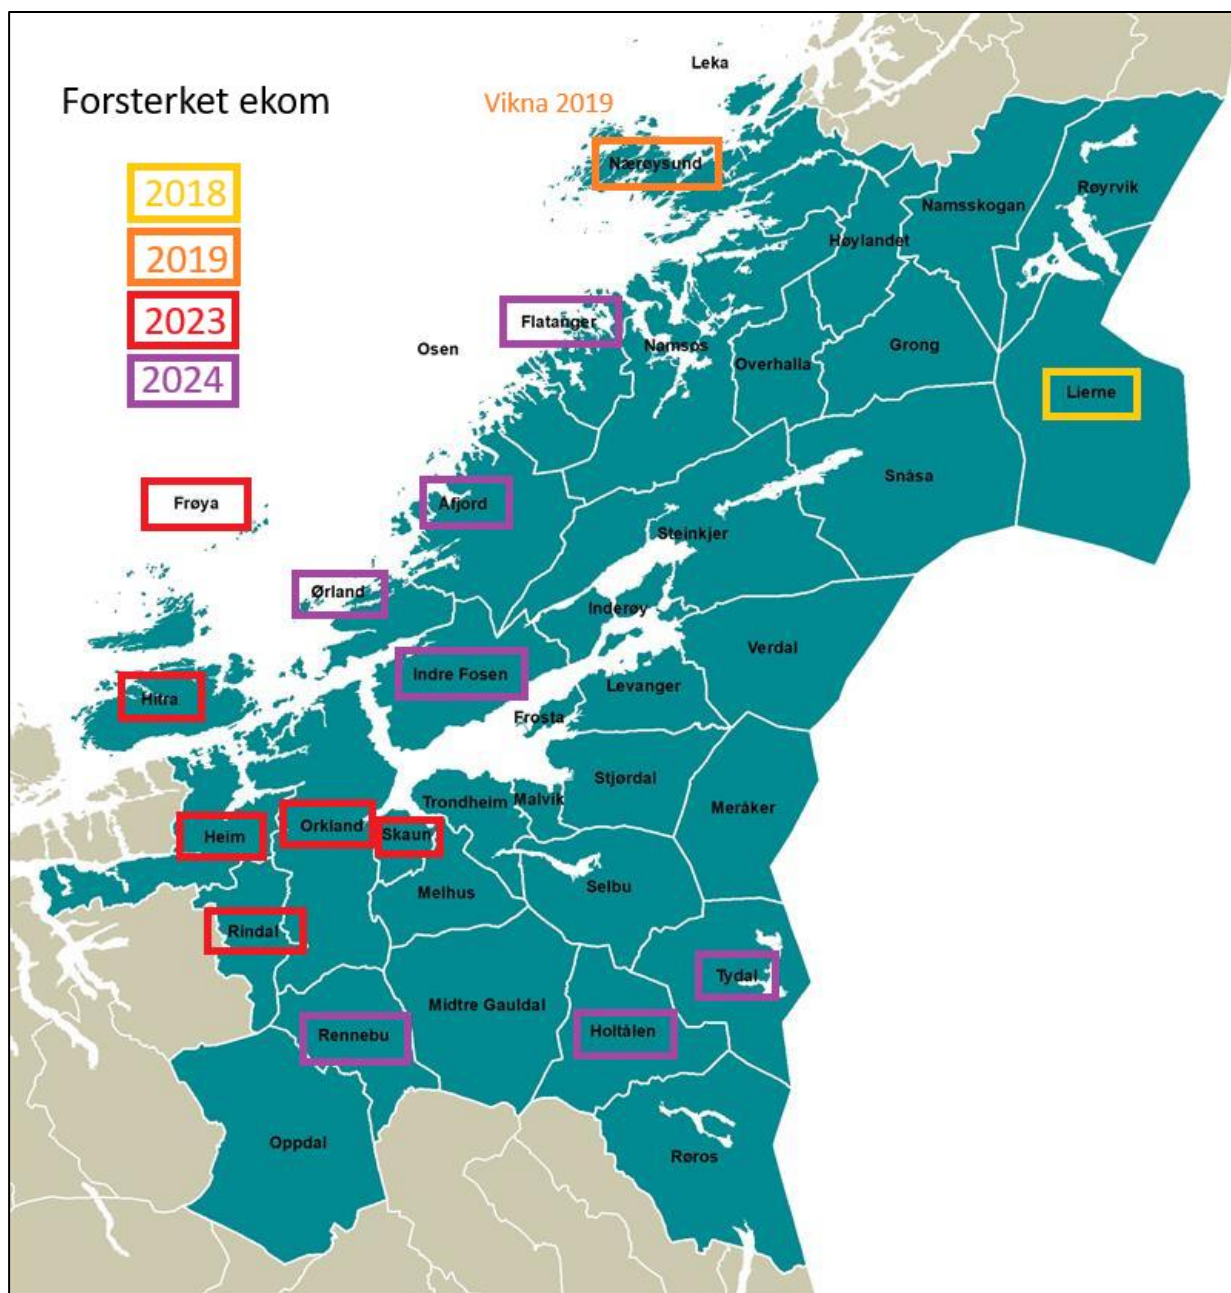 Leka
Forsterket ekom
Vikna 2019
Nærøysund
2018
Røyrvik
Namsskogan
2019
Høylandet
2023
Flatanger
Osen
Namsos
Grong
Overhalla
2024
Lierne
Snåsa
Frøya
Åfjord
Steinkjer
Ørland
Inderøy
Verdal
Indre Fosen
Levanger
Hitra
Frosta
Stjørdal
Trondheim
Malvik
Meråker
Orkland
Skaun
Heim
Selbu
Melhus
Rindal
Tydal
Midtre Gauldal
Holtålen
Rennebu
Oppdal
Røros